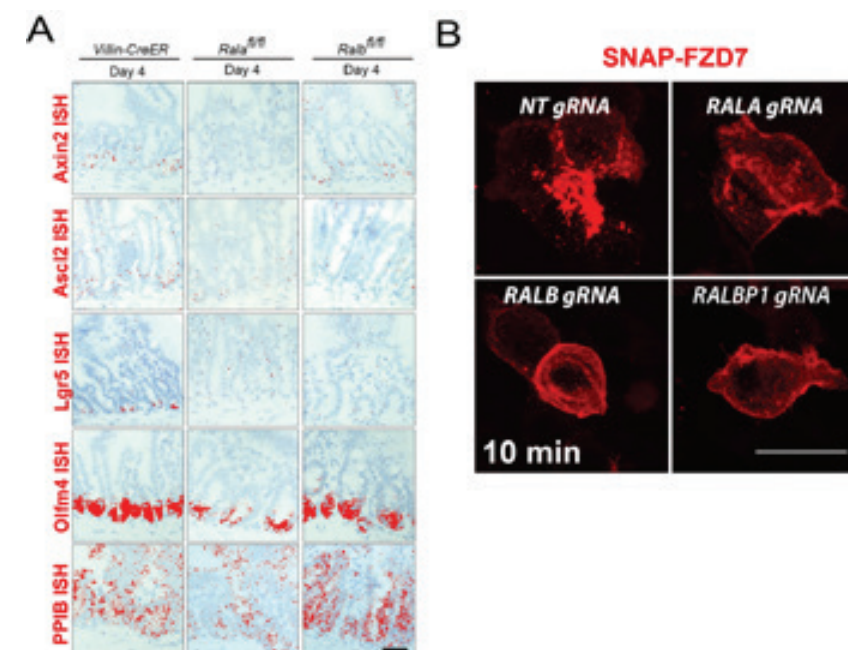 A
Villin-CreER
Rala fl/fl
Ralb fl/fl
Day 4
Day 4
Day 4
Axin2 ISH
Ascl2 ISH
Lgr5 ISH
Olfm4 ISH
PPIB ISH
B
SNAP-FZD7
NT gRNA
RALA gRNA
RALB gRNA
RALBP1 gRNA
10 min